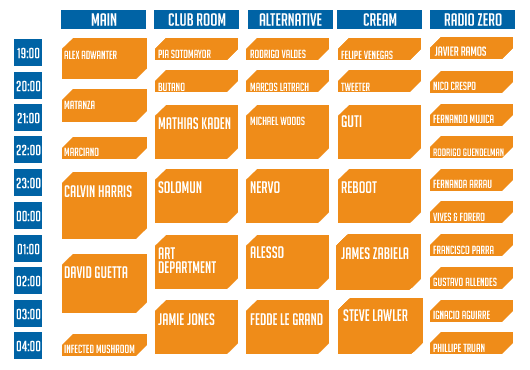 MAIN CLUB ROOM ALTERNATIVE CREAM RADIO ZERO
19:00 ALEX ADWANTER PIA SOTOMAYOR RODRIGO VALDES FELIPE VENEGAS JAVIER RAMOS
20:00 BUTANO MARCOS LATRACH TWEETER NICO CRESPO
MATANZA
21:00 MATHIAS KADEN MICHAEL WOODS GUTI FERNANDO MUJICA
22:00 MARCIANO RODRIGO GUENDELMAN
23:00 CALVIN HARRIS SOLOMUN NERVO REBOOT FERNANDA ARRAU
00:00 VIVES & FORERO
01:00 ART ALESSO JAMES ZABIELA FRANCISCO PARRA
DEPARTMENT
02:00 DAVID GUETTA GUSTAVO ALLENDES
03:00 JAMIE JONES FEDDE LE GRAND STEVE LAWLER IGNACIO AGUIRRE
04:00 INFECTED MUSHROOM PHILLIPE TRUAN